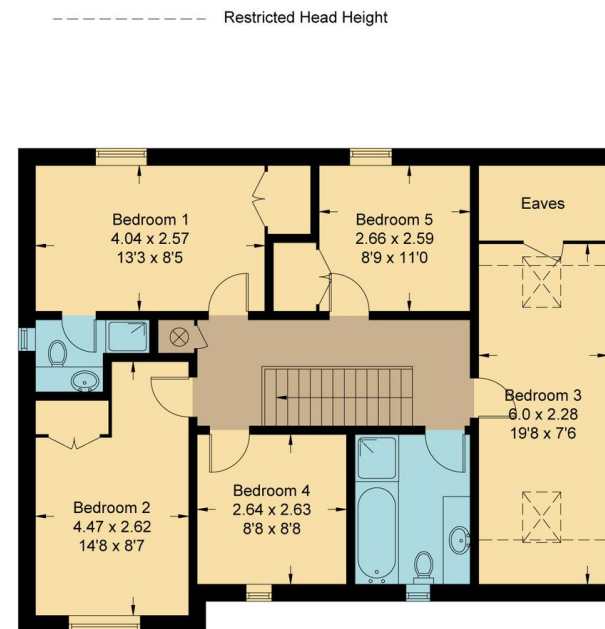 Restricted Head Height
Bedroom 1
4.04 x 2.57
13'3 x 8'5
Bedroom 5
2.66 x 2.59
8'9 x 11'0
Eaves
Bedroom 3
6.0 x 2.28
19'8 x 7'6
Bedroom 2
4.47 x 2.62
14'8 x 8'7
Bedroom 4
2.64 x 2.63
8'8 x 8'8